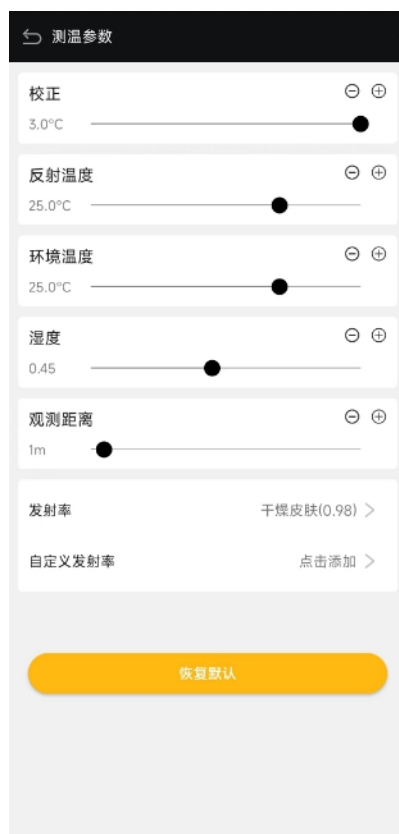 测温参数
校正
3.0°C
反射温度
25.0°C
环境温度
25.0°C
湿度
0.45
观测距离
1m
发射率 干燥皮肤(0.98)
自定义发射率 点击添加
恢复默认